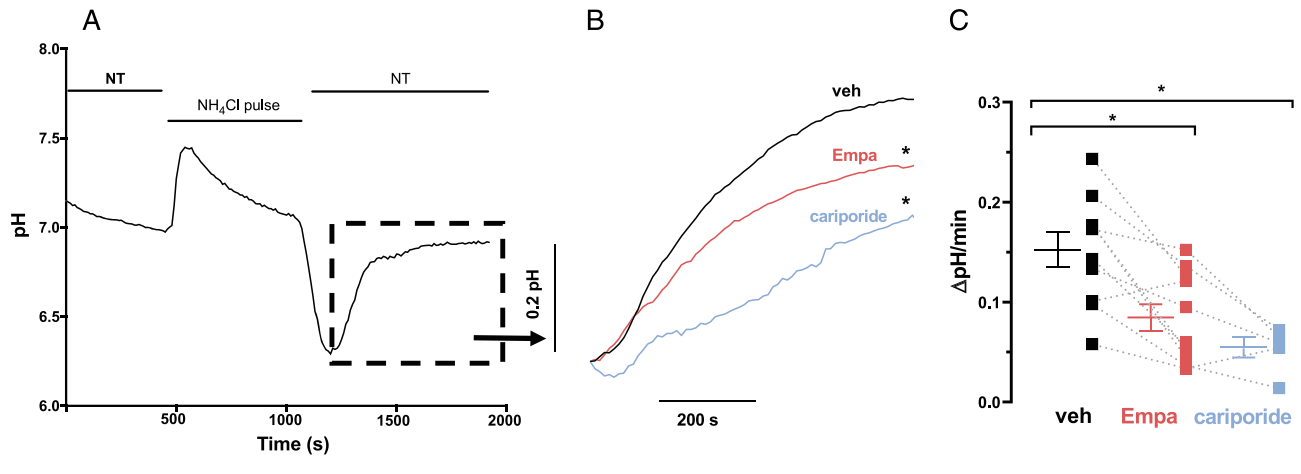 A
8.0
7.5
7.0
6.5
6.0
pH
NT
NH₄Cl pulse
NT
500
1000
1500
2000
Time (s)
B
0.2 pH
veh
Empa
*
cariporide
*
200 s
C
*
*
0.3
0.2
0.1
0.0
ΔpH/min
veh Empa cariporide